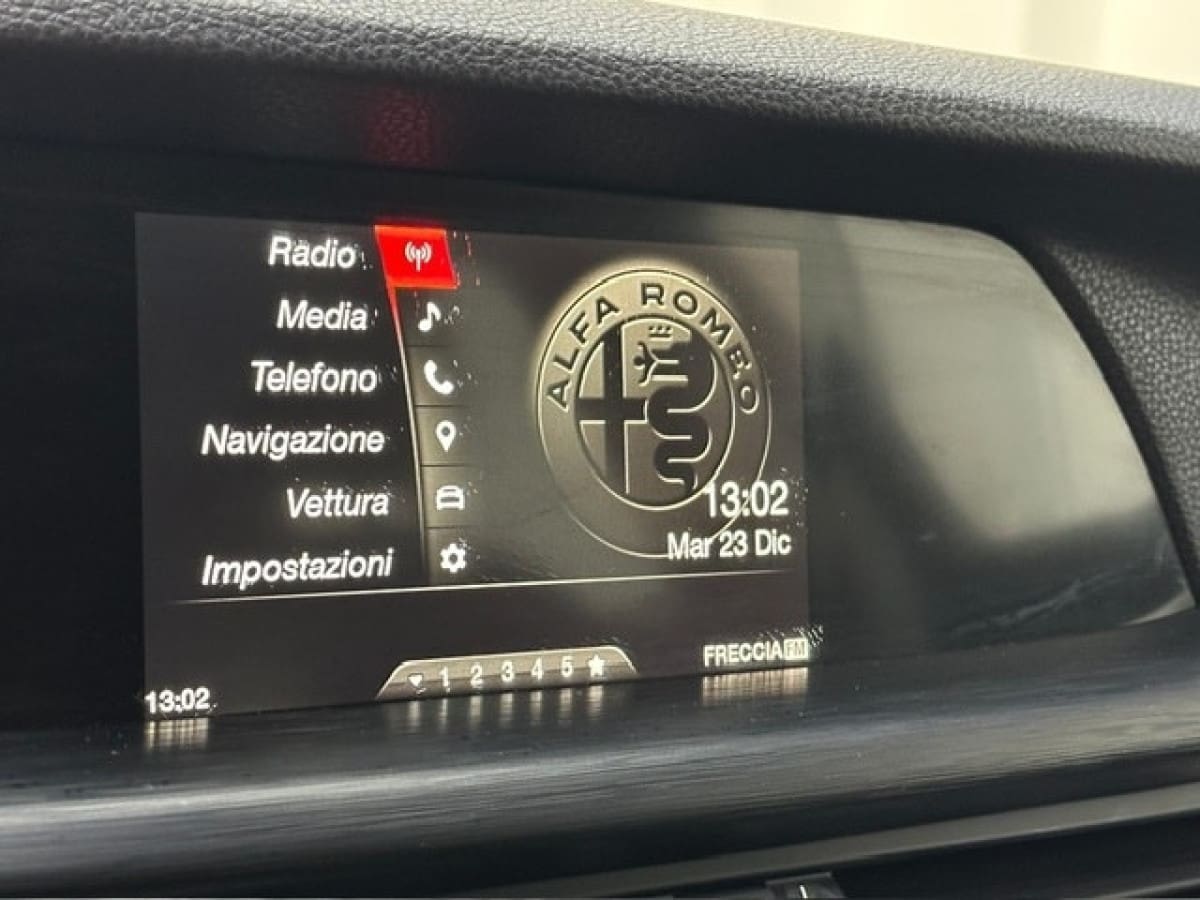 Radio
Media
Telefono
Navigazione
Vettura
Impostazioni
ALFA ROMEO
13:02
Mar 23 Dic
13:02
1 2 3 4 5
FRECCIA FM